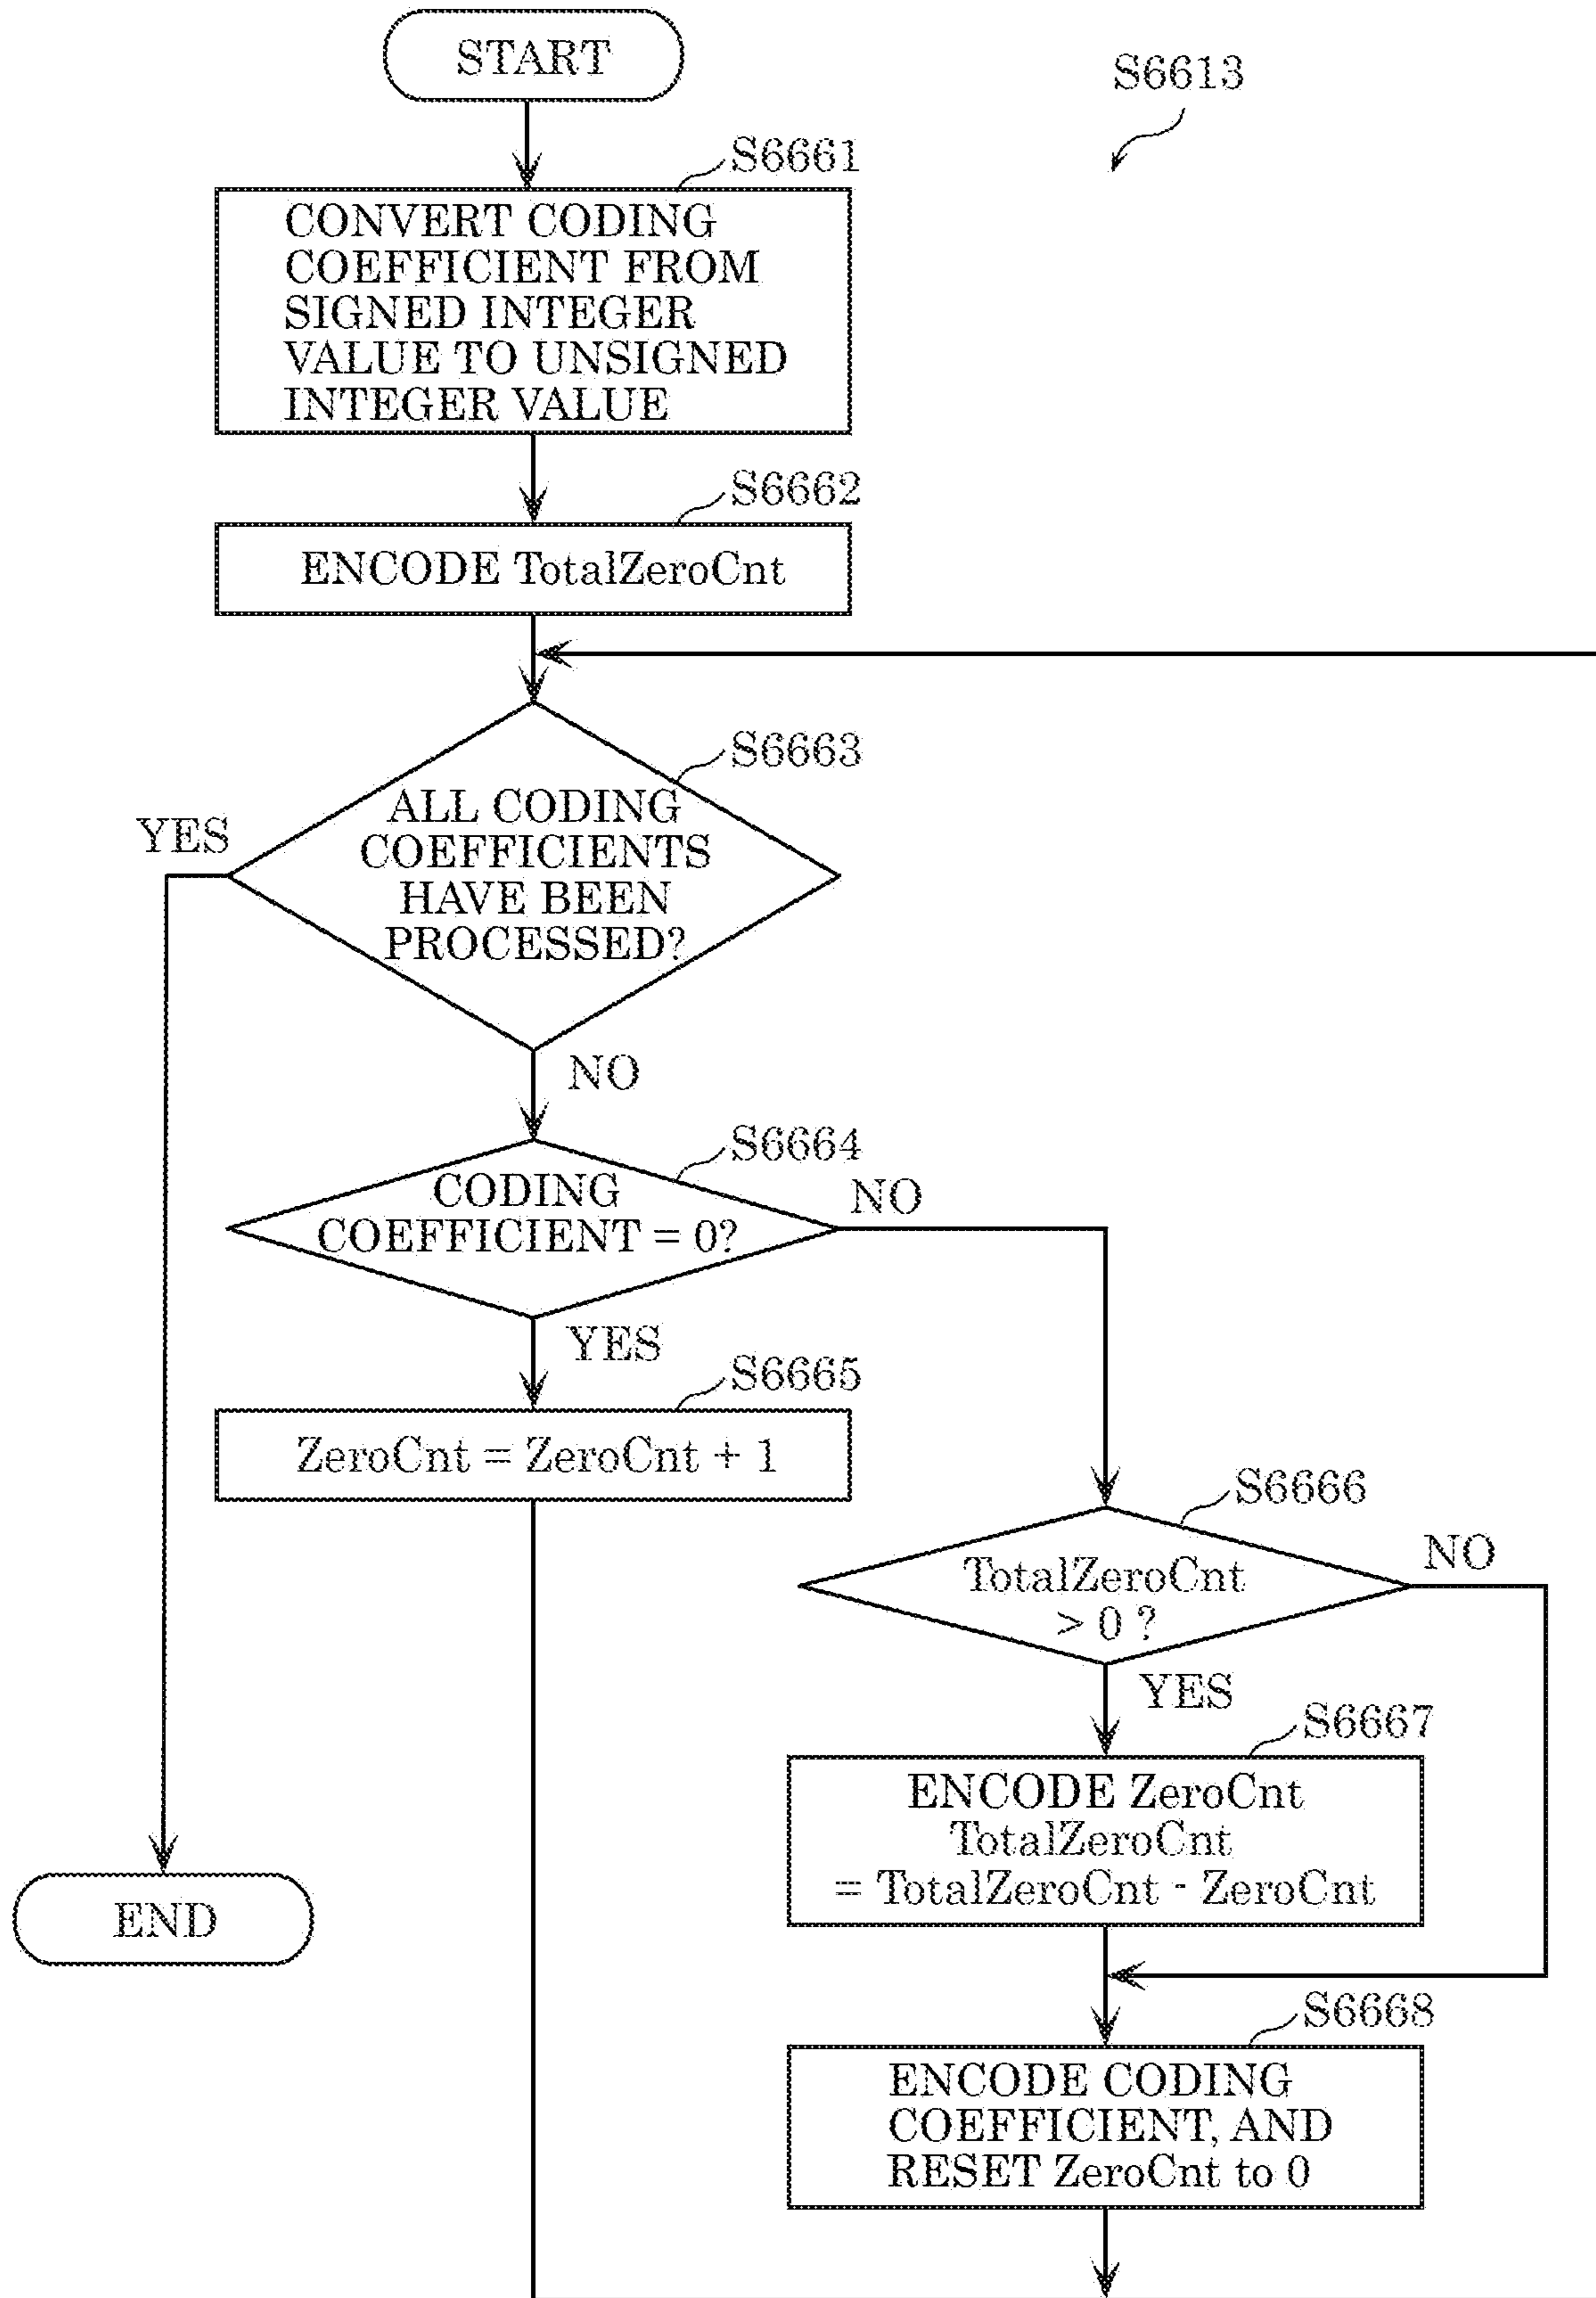 START
S6613
S6661
CONVERT CODING
COEFFICIENT FROM
SIGNED INTEGER
VALUE TO UNSIGNED
INTEGER VALUE
S6662
ENCODE TotalZeroCnt
S6663
YES
ALL CODING
COEFFICIENTS
HAVE BEEN
PROCESSED?
NO
S6664
CODING
COEFFICIENT = 0?
NO
YES
S6665
ZeroCnt = ZeroCnt + 1
S6666
TotalZeroCnt
> 0 ?
NO
YES
S6667
ENCODE ZeroCnt
TotalZeroCnt
= TotalZeroCnt - ZeroCnt
END
S6668
ENCODE CODING
COEFFICIENT, AND
RESET ZeroCnt to 0